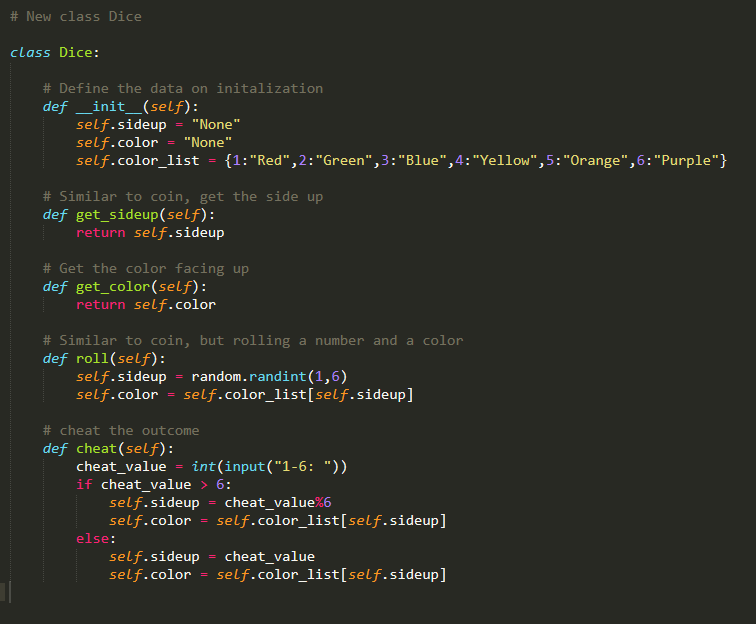 # New class Dice
class Dice:
# Define the data on initalization
def __init__(self):
self.sideup = "None"
self.color = "None"
self.color_list = {1:"Red",2:"Green",3:"Blue",4:"Yellow",5:"Orange",6:"Purple"}
# Similar to coin, get the side up
def get_sideup(self):
return self.sideup
# Get the color facing up
def get_color(self):
return self.color
# Similar to coin, but rolling a number and a color
def roll(self):
self.sideup = random.randint(1,6)
self.color = self.color_list[self.sideup]
# cheat the outcome
def cheat(self):
cheat_value = int(input("1-6: "))
if cheat_value > 6:
self.sideup = cheat_value%6
self.color = self.color_list[self.sideup]
else:
self.sideup = cheat_value
self.color = self.color_list[self.sideup]